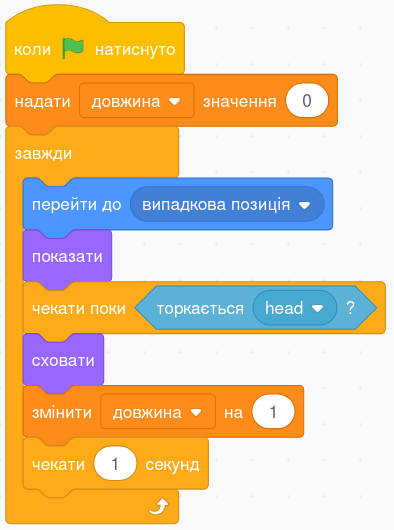 коли натиснуто
надати довжина значення 0
завжди
перейти до випадкова позиція
показати
чекати поки торкається head ?
сховати
змінити довжина на 1
чекати 1 секунд